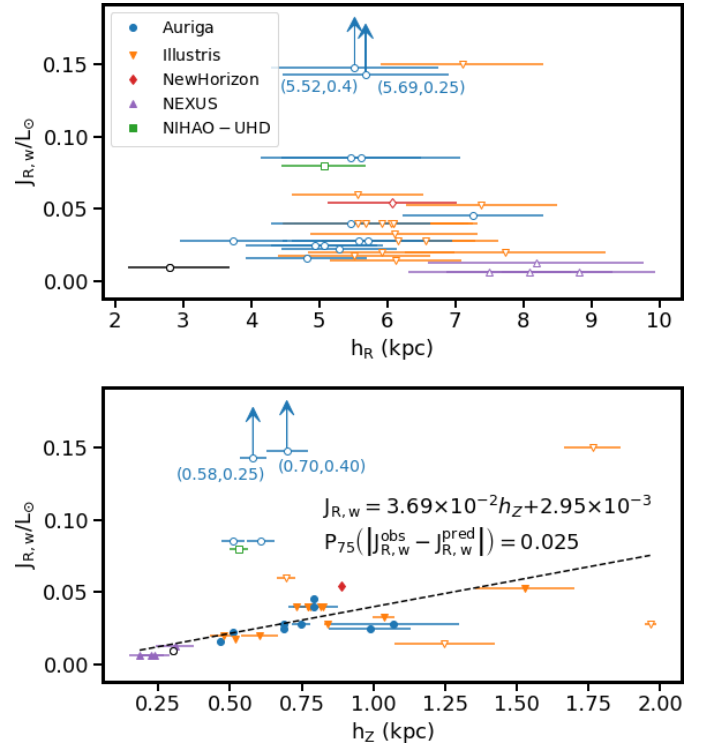 Auriga
Illustris
NewHorizon
NEXUS
NIHAO − UHD
(5.52,0.4)
(5.69,0.25)
0.15
0.10
0.05
0.00
J_R,w/L_⊙
2 3 4 5 6 7 8 9 10
h_R (kpc)
(0.58,0.25)
(0.70,0.40)
J_R,w = 3.69×10⁻²h_Z+2.95×10⁻³
P₇₅(|J_R,w^obs − J_R,w^pred|) = 0.025
0.15
0.10
0.05
0.00
J_R,w/L_⊙
0.25 0.50 0.75 1.00 1.25 1.50 1.75 2.00
h_Z (kpc)